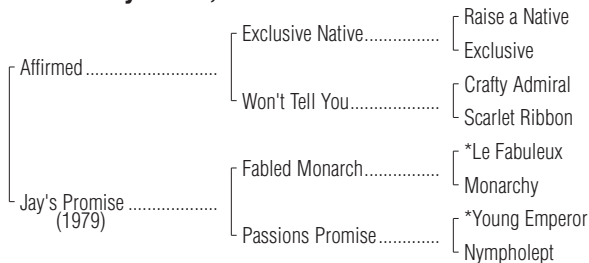 Raise a Native
Exclusive Native................
Exclusive
Affirmed............................
Crafty Admiral
Won't Tell You...................
Scarlet Ribbon
*Le Fabuleux
Fabled Monarch................
Monarchy
Jay's Promise ...................
(1979)
*Young Emperor
Passions Promise.............
Nympholept